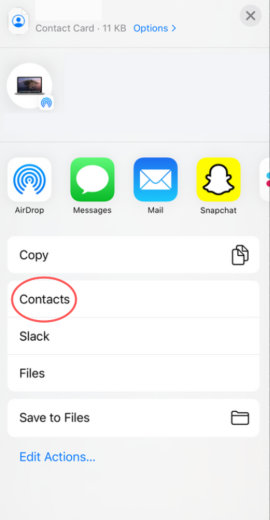 Contact Card · 11 KB Options >
AirDrop Messages Mail Snapchat
Copy
Contacts
Slack
Files
Save to Files
Edit Actions...